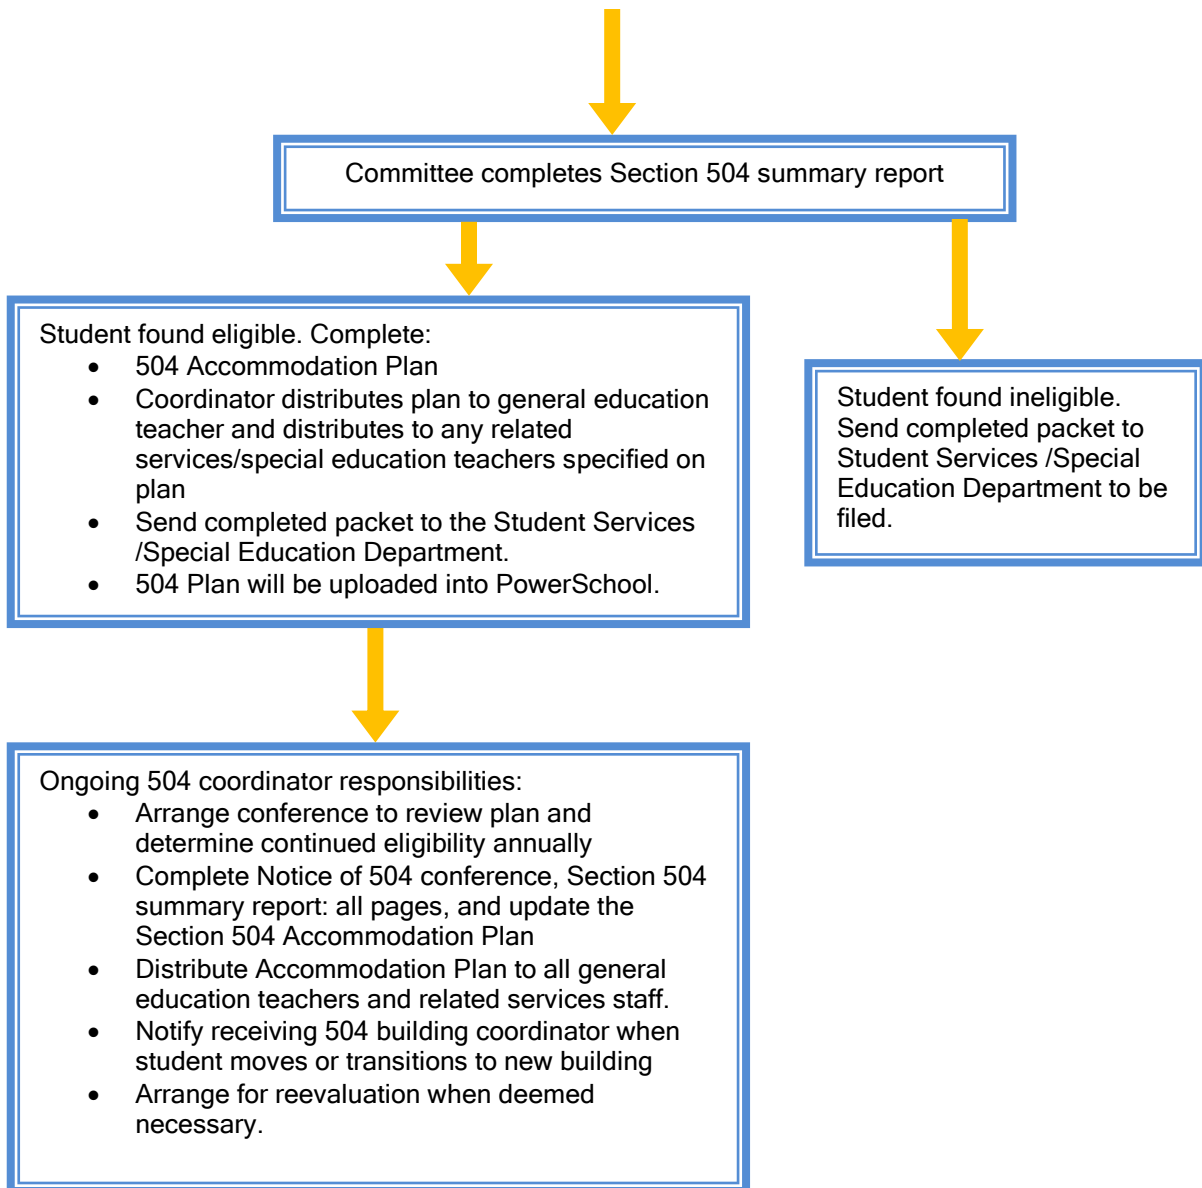 Committee completes Section 504 summary report
Student found eligible. Complete:
• 504 Accommodation Plan
• Coordinator distributes plan to general education
teacher and distributes to any related
services/special education teachers specified on
plan
• Send completed packet to the Student Services
/Special Education Department.
• 504 Plan will be uploaded into PowerSchool.
Student found ineligible.
Send completed packet to
Student Services /Special
Education Department to be
filed.
Ongoing 504 coordinator responsibilities:
• Arrange conference to review plan and
determine continued eligibility annually
• Complete Notice of 504 conference, Section 504
summary report: all pages, and update the
Section 504 Accommodation Plan
• Distribute Accommodation Plan to all general
education teachers and related services staff.
• Notify receiving 504 building coordinator when
student moves or transitions to new building
• Arrange for reevaluation when deemed
necessary.